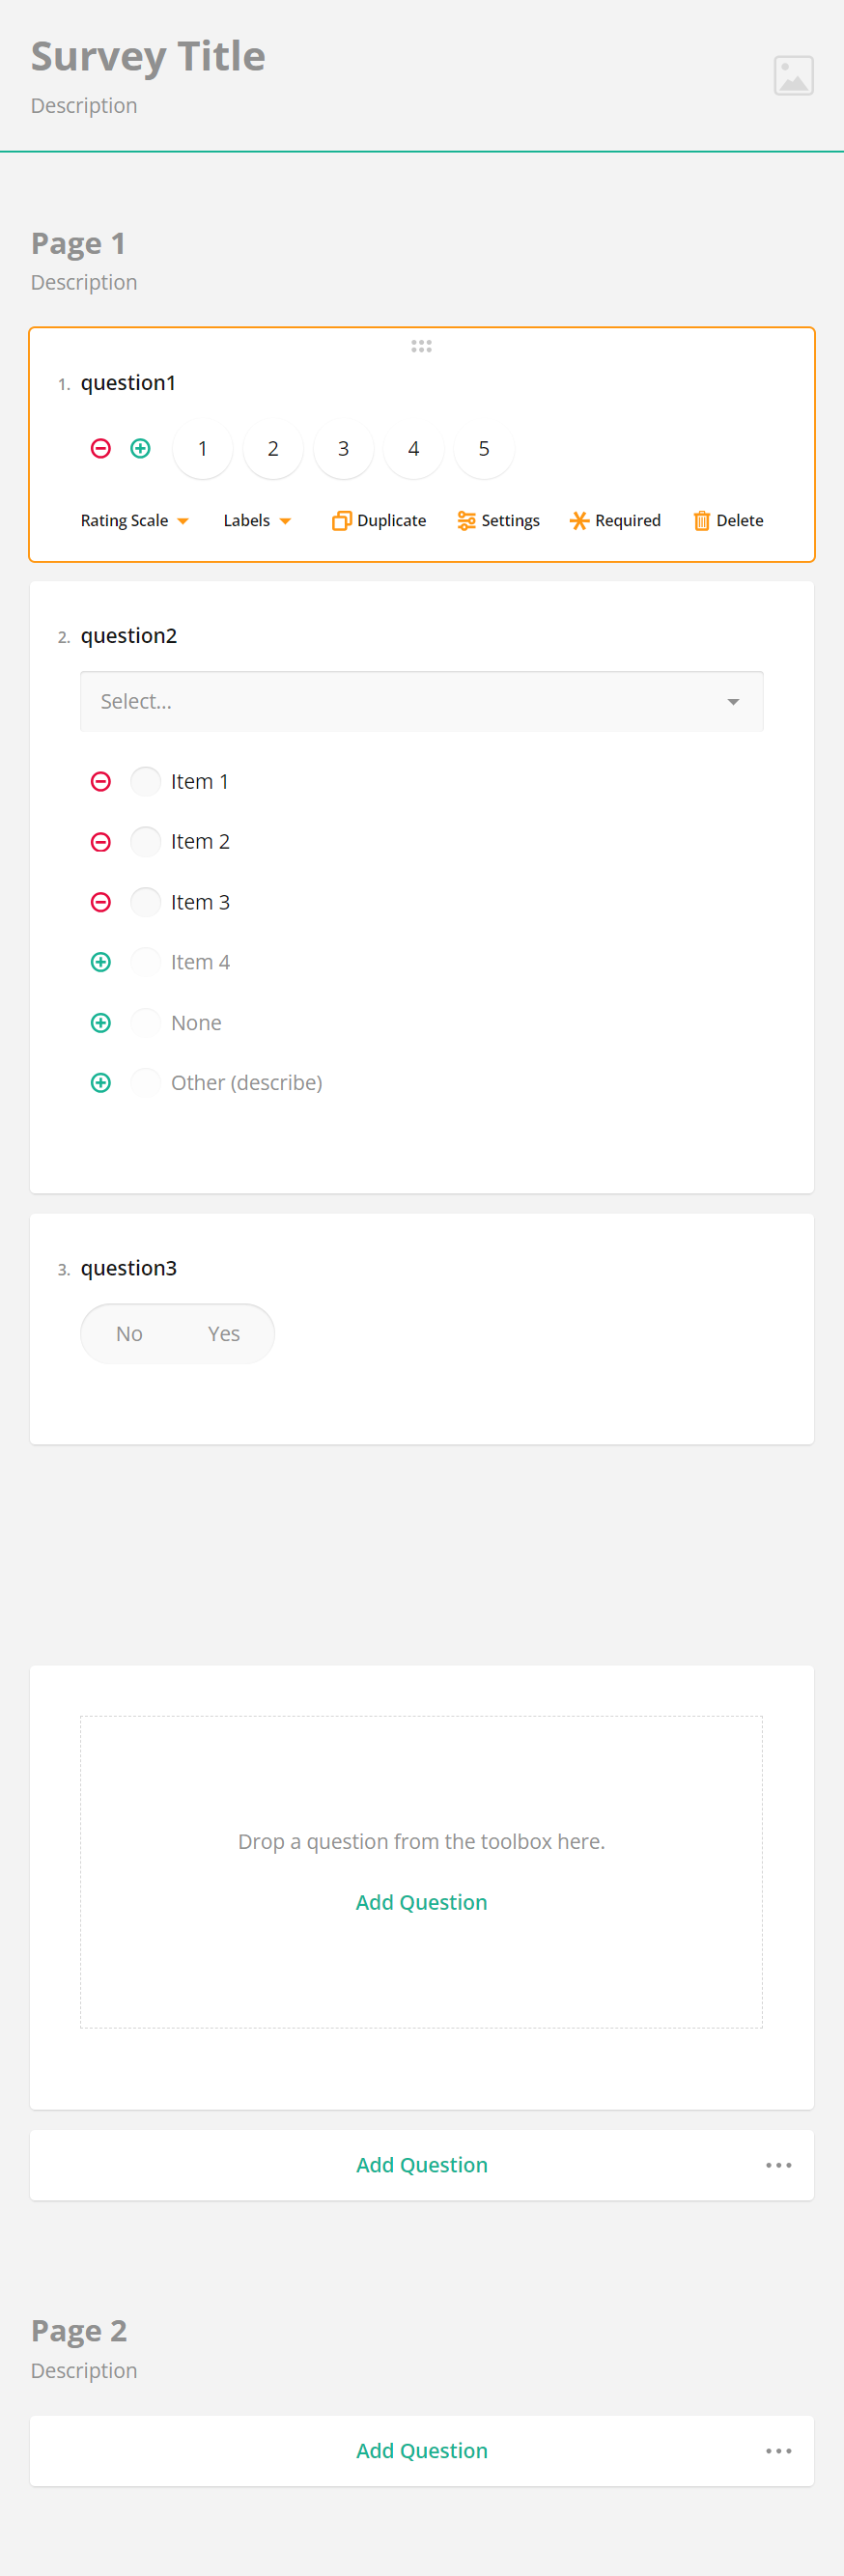 Survey Title
Description
Page 1
Description
1. question1
1 2 3 4 5
Rating Scale Labels Duplicate Settings Required Delete
2. question2
Select...
Item 1
Item 2
Item 3
Item 4
None
Other (describe)
3. question3
No Yes
Drop a question from the toolbox here.
Add Question
Add Question
Page 2
Description
Add Question